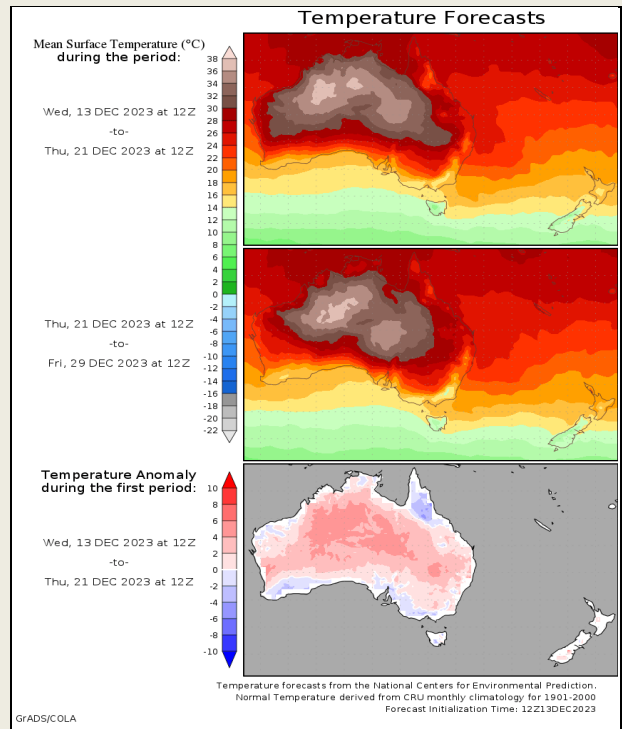 Temperature Forecasts
Mean Surface Temperature (°C)
during the period:
Wed, 13 DEC 2023 at 12Z
-to-
Thu, 21 DEC 2023 at 12Z
38
36
34
32
30
28
26
24
22
20
18
16
14
12
10
8
6
4
2
0
-2
-4
-6
-8
-10
-12
-14
-16
-18
-20
-22
Thu, 21 DEC 2023 at 12Z
-to-
Fri, 29 DEC 2023 at 12Z
Temperature Anomaly
during the first period:
Wed, 13 DEC 2023 at 12Z
-to-
Thu, 21 DEC 2023 at 12Z
10
8
6
4
2
0
-2
-4
-6
-8
-10
Temperature forecasts from the National Centers for Environmental Prediction.
Normal Temperature derived from CRU monthly climatology for 1901-2000
Forecast Initialization Time: 12Z13DEC2023
GrADS/COLA